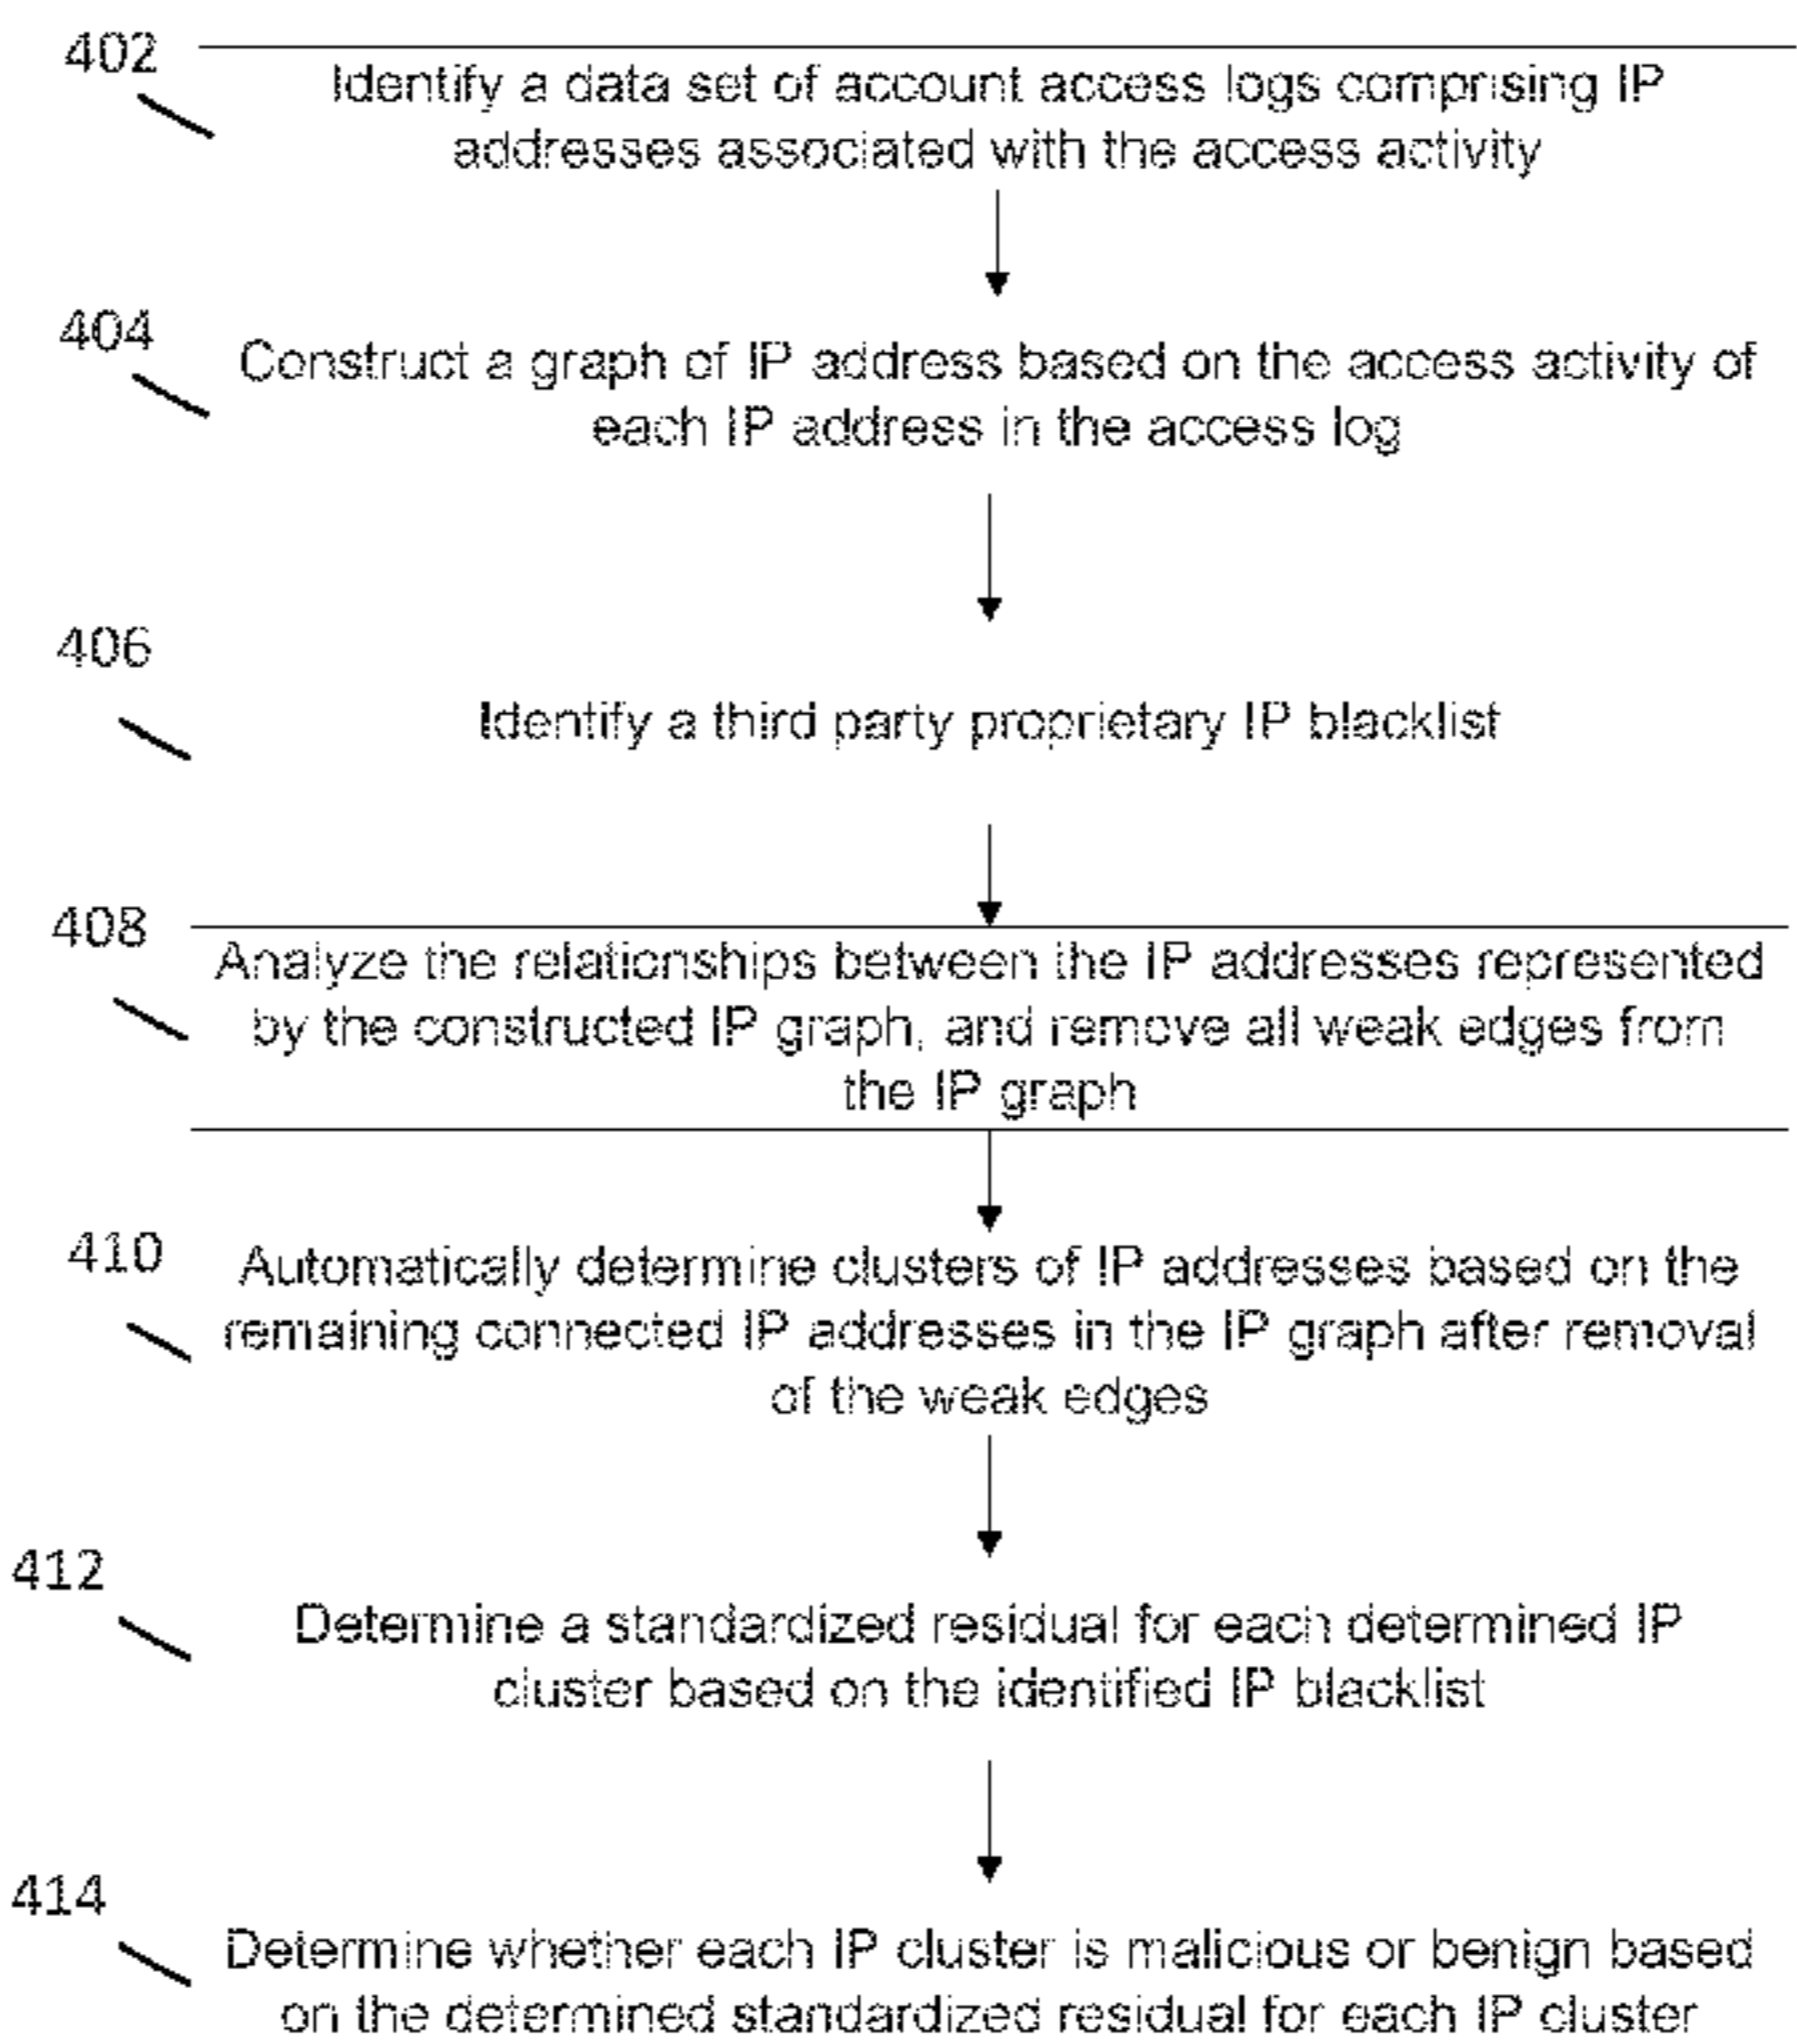 402
Identify a data set of account access logs comprising IP
addresses associated with the access activity
404
Construct a graph of IP address based on the access activity of
each IP address in the access log
406
Identify a third party proprietary IP blacklist
408
Analyze the relationships between the IP addresses represented
by the constructed IP graph, and remove all weak edges from
the IP graph
410
Automatically determine clusters of IP addresses based on the
remaining connected IP addresses in the IP graph after removal
of the weak edges
412
Determine a standardized residual for each determined IP
cluster based on the identified IP blacklist
414
Determine whether each IP cluster is malicious or benign based
on the determined standardized residual for each IP cluster